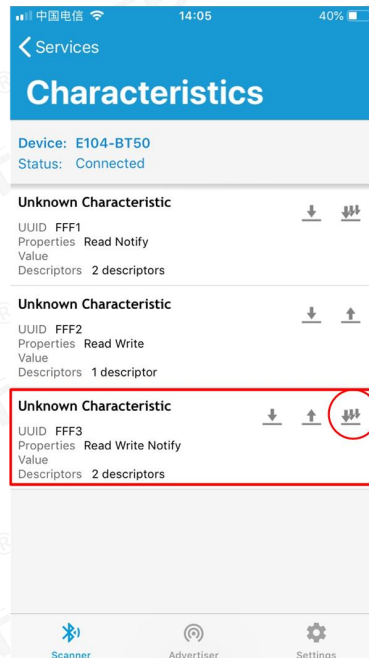 中国电信 14:05 40%
Services
Characteristics
Device: E104-BT50
Status: Connected
Unknown Characteristic
UUID FFF1
Properties Read Notify
Value
Descriptors 2 descriptors
Unknown Characteristic
UUID FFF2
Properties Read Write
Value
Descriptors 1 descriptor
Unknown Characteristic
UUID FFF3
Properties Read Write Notify
Value
Descriptors 2 descriptors
Scanner Advertiser Settings